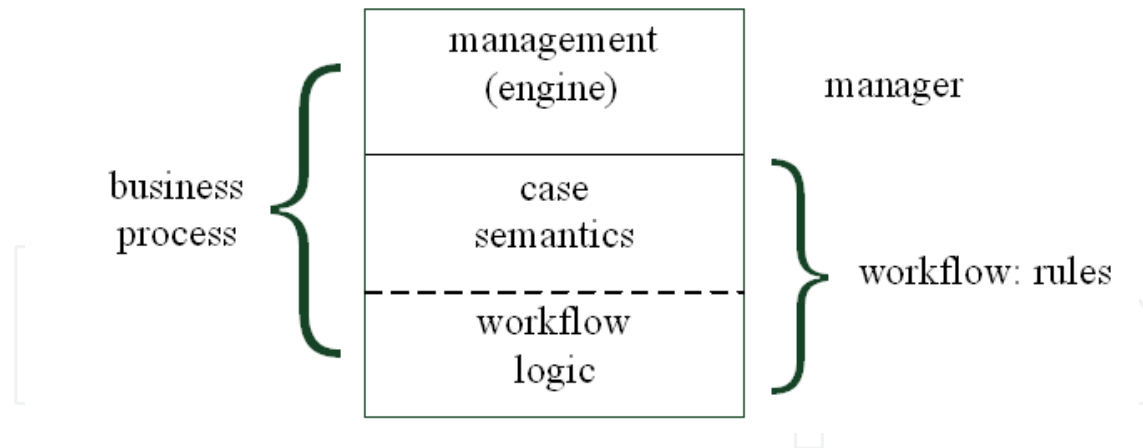 management
(engine)
manager
business
process
case
semantics
workflow: rules
workflow
logic